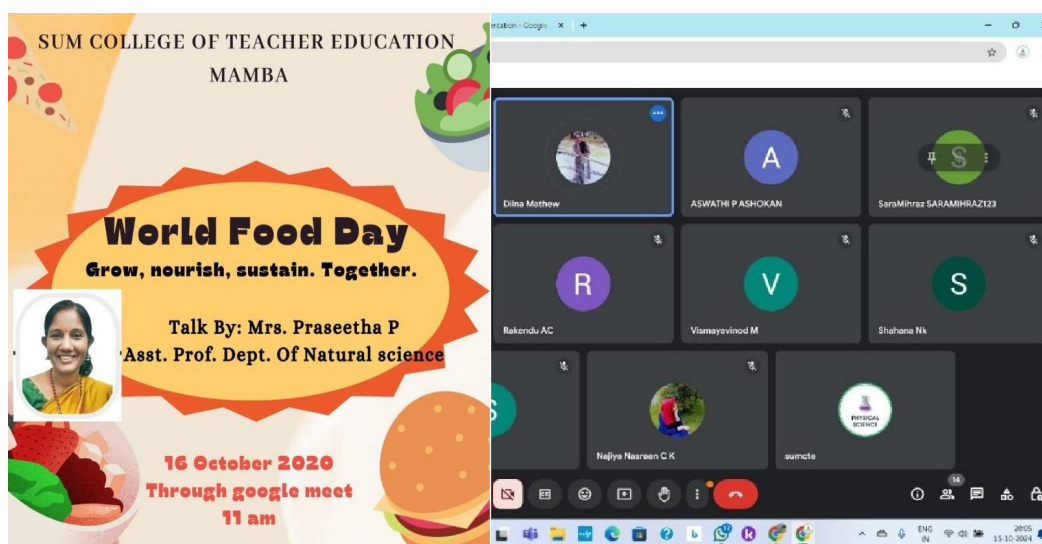 SUM COLLEGE OF TEACHER EDUCATION
MAMBA
World Food Day
Grow, nourish, sustain. Together.
Talk By: Mrs. Praseetha P
Asst. Prof. Dept. Of Natural science
16 October 2020
Through google meet
11 am
entation - Google
Dilna Mathew
A
ASWATHI P ASHOKAN
S
SaraMihraz SARAMIHRAZ123
R
Rakendu AC
V
Vismayavinod M
S
Shahana Nk
S
Najiya Nasreen C K
PHYSICAL
SCIENCE
sumcte
14
ENG
IN
20:05
15-10-2024